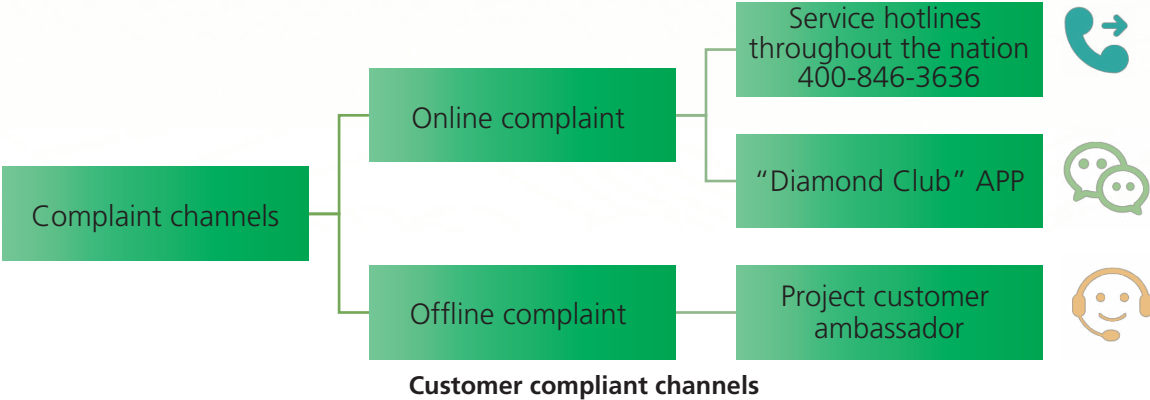 Complaint channels
Online complaint
Service hotlines
throughout the nation
400-846-3636
“Diamond Club” APP
Offline complaint
Project customer
ambassador
Customer compliant channels